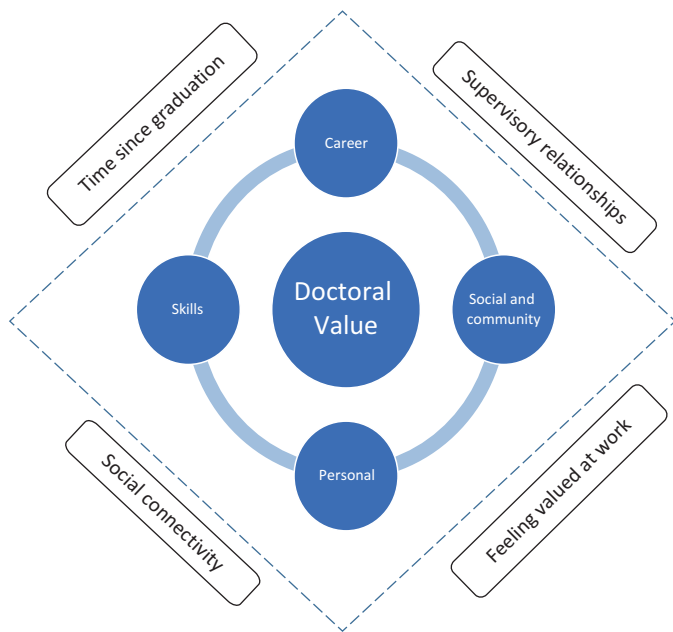 Time since graduation
Supervisory relationships
Career
Skills
Doctoral
Value
Social and
community
Personal
Social connectivity
Feeling valued at work